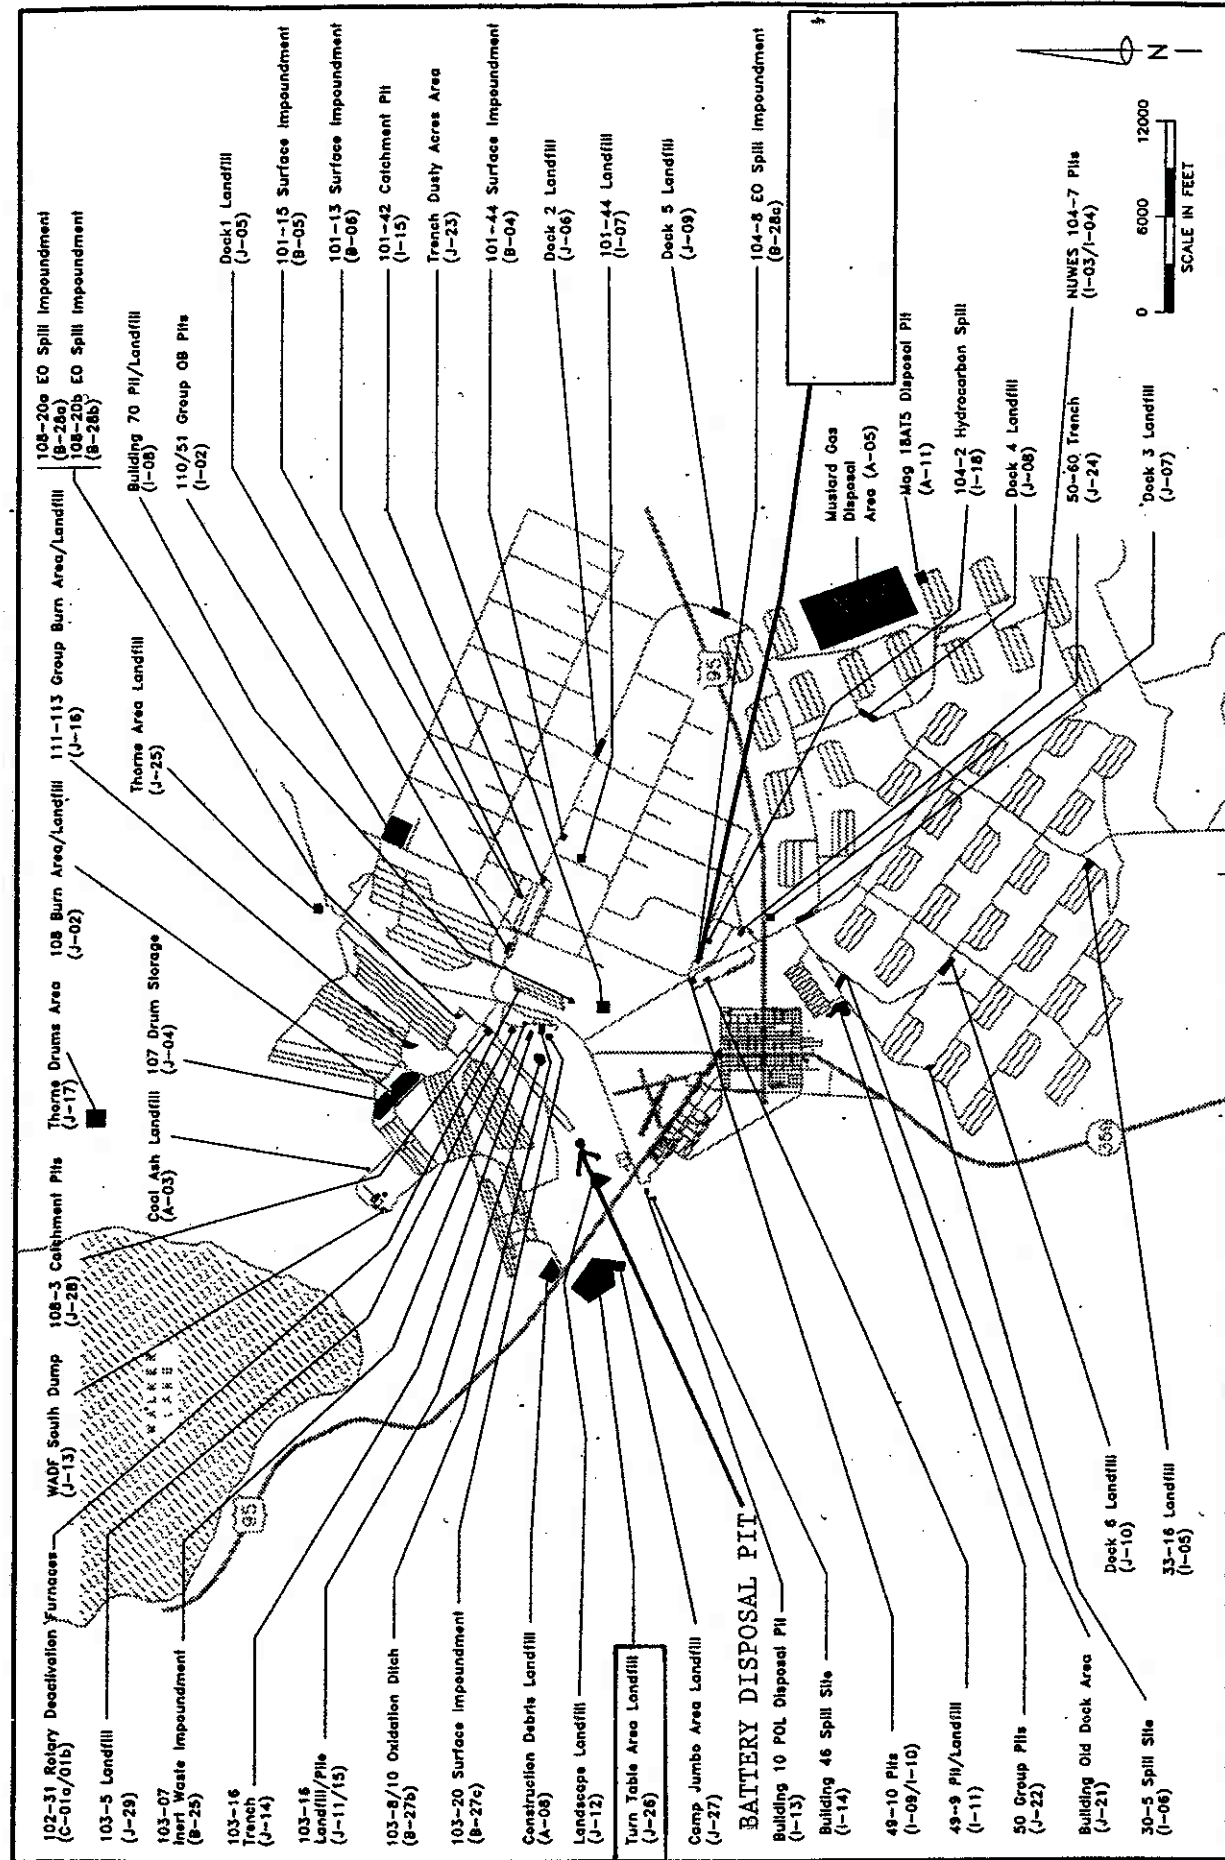 102-31 Rotary Deactivation Furnaces
(C-01a/01b)
103-5 Landfill
(J-29)
103-07
Inert Waste Impoundment
(B-25)
103-16
Trench
(J-14)
103-16
Landfill/Pile
(J-11/15)
103-8/10 Oxidation Ditch
(B-27b)
103-20 Surface Impoundment
(B-27c)
Construction Debris Landfill
(A-08)
Landscape Landfill
(J-12)
Turn Table Area Landfill
(J-26)
Camp Jumbo Area Landfill
(J-27)
BATTERY DISPOSAL PIT
Building 10 POL Disposal Pit
(I-13)
Building 46 Spill Site
(I-14)
49-10 Pits
(I-09/I-10)
49-9 Pit/Landfill
(I-11)
50 Group Pits
(J-22)
Building Old Dock Area
(J-21)
30-5 Spill Site
(I-06)
Dock 6 Landfill
(J-10)
33-16 Landfill
(I-05)
WADF South Dump
(J-13)
108-3 Catchment Pits
(J-28)
Thorne Drums Area
(J-17)
108 Burn Area/Landfill
(J-02)
111-113 Group Burn Area/Landfill
(J-16)
Coal Ash Landfill
(A-03)
107 Drum Storage
(J-04)
Thorne Area Landfill
(J-25)
WALKER
LAKE
95
95
359
108-20a EO Spill Impoundment
(B-28a)
108-20b EO Spill Impoundment
(B-28b)
Building 70 Pit/Landfill
(I-08)
110/51 Group OB Pits
(I-02)
Dock1 Landfill
(J-05)
101-15 Surface Impoundment
(B-05)
101-13 Surface Impoundment
(B-06)
101-42 Catchment Pit
(I-15)
Trench Dusty Acres Area
(J-23)
101-44 Surface Impoundment
(B-04)
Dock 2 Landfill
(J-06)
101-44 Landfill
(I-07)
Dock 5 Landfill
(J-09)
104-8 EO Spill Impoundment
(B-28c)
Mustard Gas
Disposal
Area (A-05)
Mag 18AT5 Disposal Pit
(A-11)
104-2 Hydrocarbon Spill
(I-18)
Dock 4 Landfill
(J-08)
NUWES 104-7 Pits
(I-03/I-04)
50-60 Trench
(J-24)
Dock 3 Landfill
(J-07)
N
0 6000 12000
SCALE IN FEET